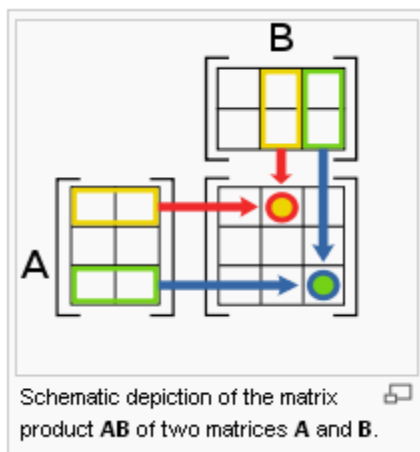 B
A
Schematic depiction of the matrix
product AB of two matrices A and B.